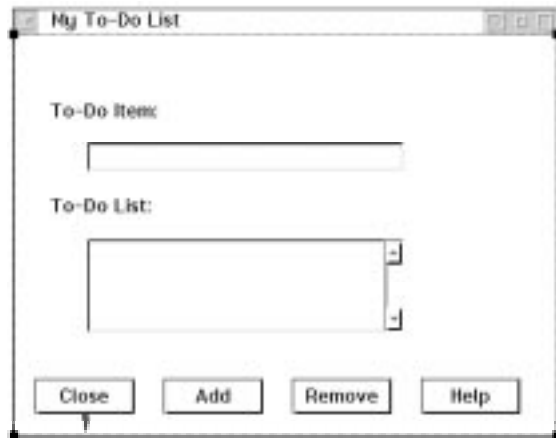 My To-Do List
To-Do Item:
To-Do List:
Close Add Remove Help